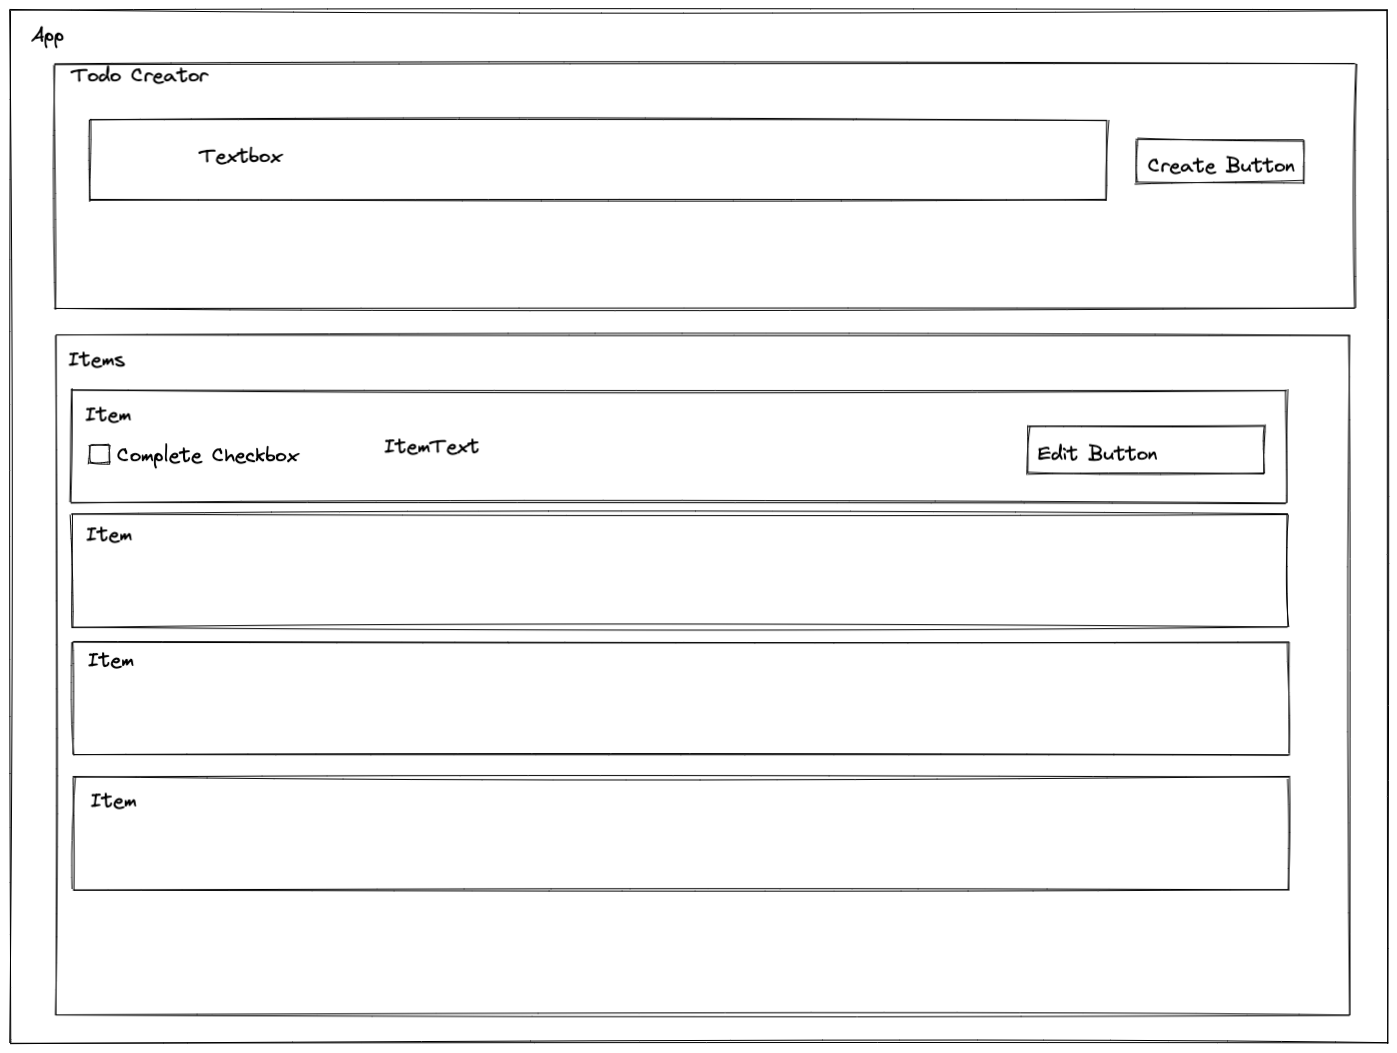 App
Todo Creator
Textbox
Create Button
Items
Item
Complete Checkbox
ItemText
Edit Button
Item
Item
Item